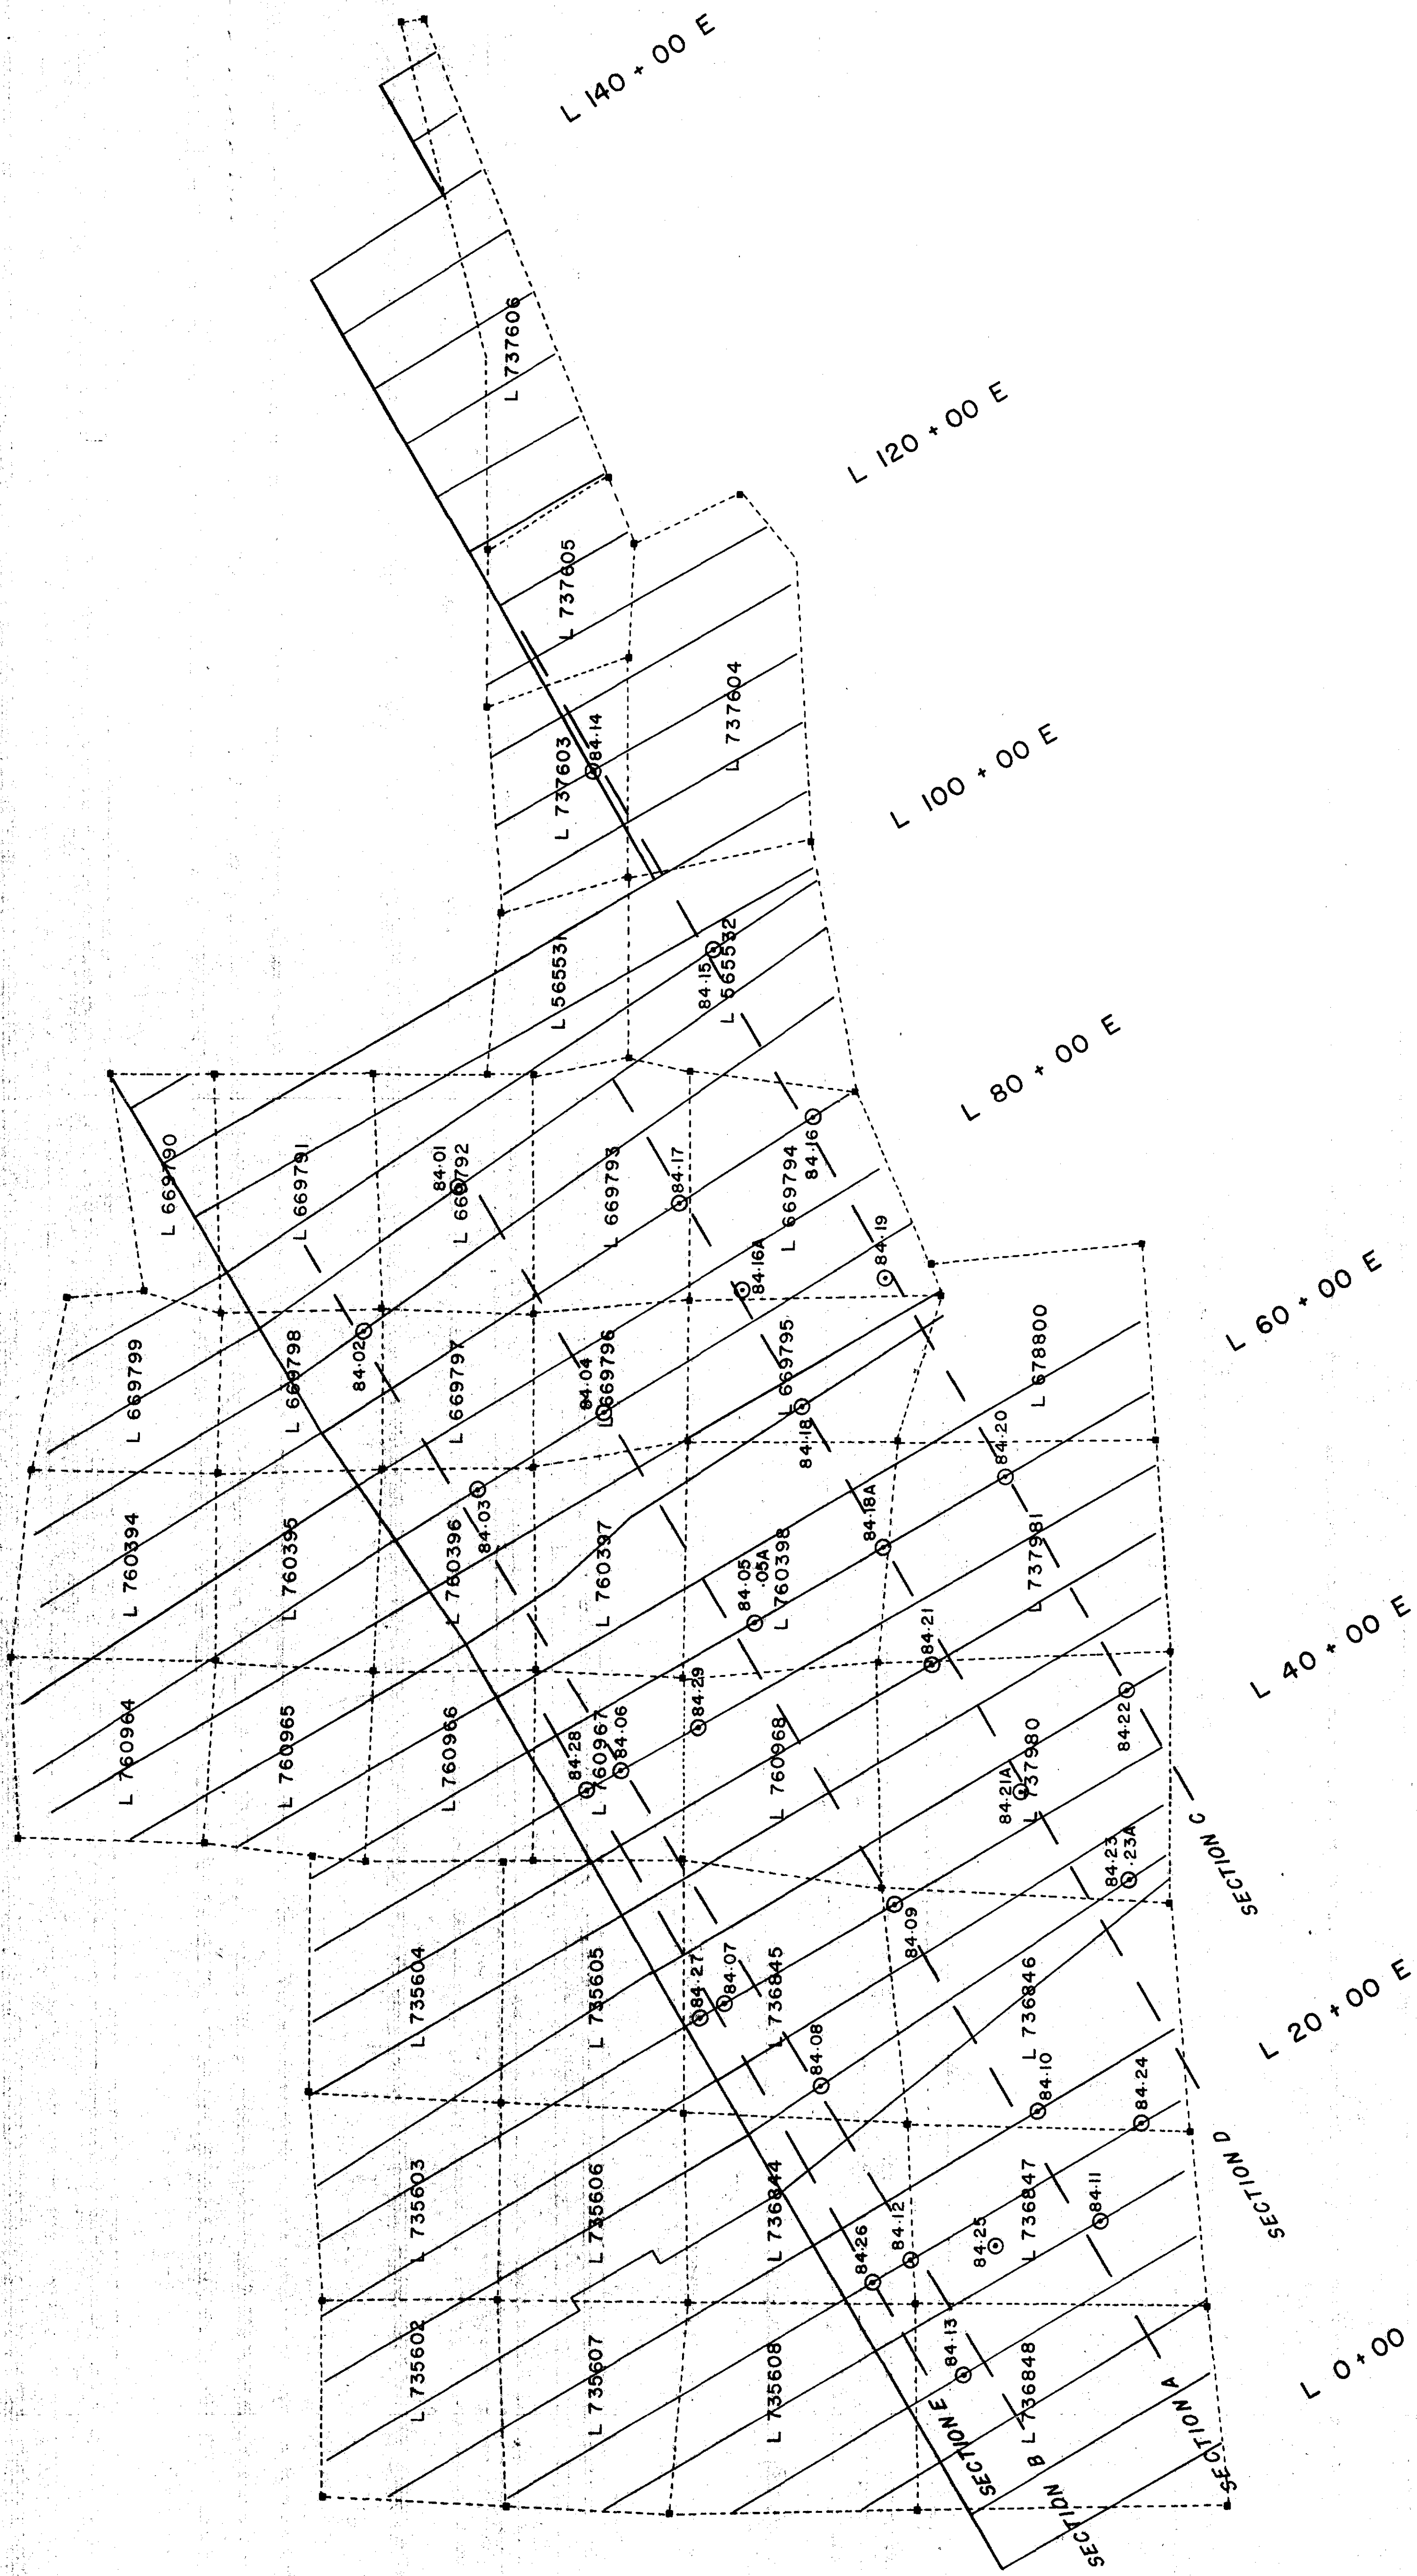 L 140 + 00 E
L 737606
L 120 + 00 E
L 737605
L 737604
L 737603
84·14
L 100 + 00 E
L 565531
84·15
L 565532
L 80 + 00 E
L 669790
L 669791
84·01
L 669792
L 669793
84·17
L 669794
84·16
84·16A
84·19
L 60 + 00 E
L 669799
L 669798
84·02
L 669797
84·04
L 669796
L 669795
84·18
L 678800
84·20
L 760394
L 760395
L 760396
84·03
L 760397
84·05
·05A
L 760398
84·18A
L 737981
84·21
L 40 + 00 E
L 760964
L 760965
L 760966
84·28
L 760967
84·06
84·29
L 760968
84·21A
L 737980
84·22
84·23
·23A
SECTION C
L 735604
L 735605
84·27
84·07
L 736845
84·09
L 736846
L 20 + 00 E
84·08
84·10
84·24
SECTION D
L 735603
L 735606
L 736844
84·26
84·12
84·25
L 736847
84·11
L 735602
L 735607
L 735608
84·13
L 736848
L 0+00
SECTION E
SECTION B
SECTION A